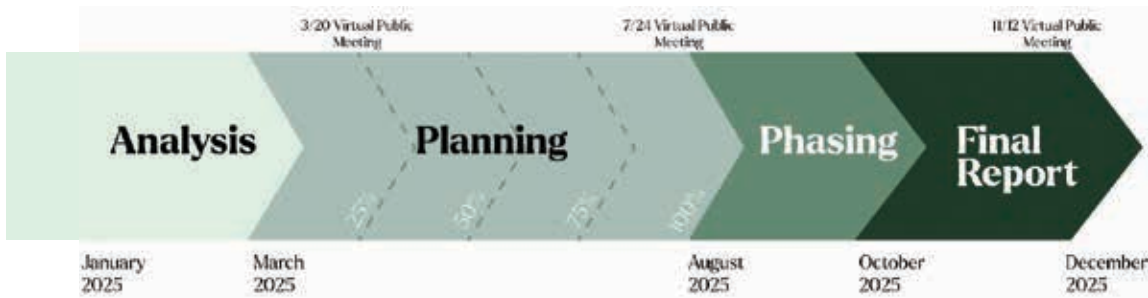 3/20 Virtual Public
Meeting
7/24 Virtual Public
Meeting
11/12 Virtual Public
Meeting
Analysis
Planning
Phasing
Final
Report
25%
50%
75%
100%
January
2025
March
2025
August
2025
October
2025
December
2025